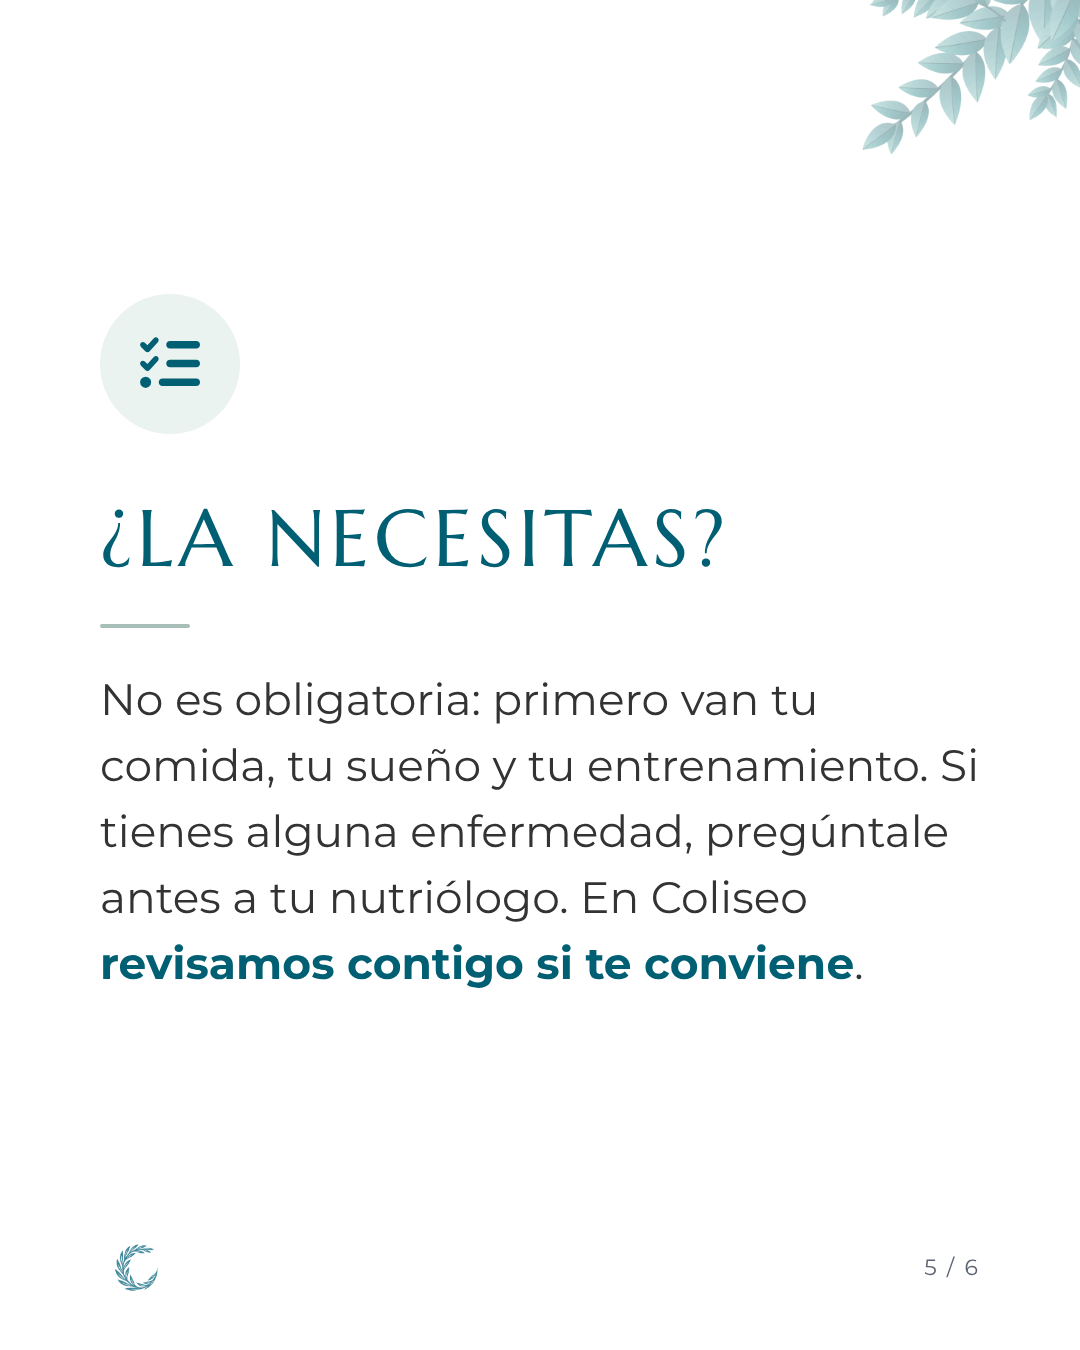 ¿LA NECESITAS?
No es obligatoria: primero van tu
comida, tu sueño y tu entrenamiento. Si
tienes alguna enfermedad, pregúntale
antes a tu nutriólogo. En Coliseo
revisamos contigo si te conviene.
5 / 6